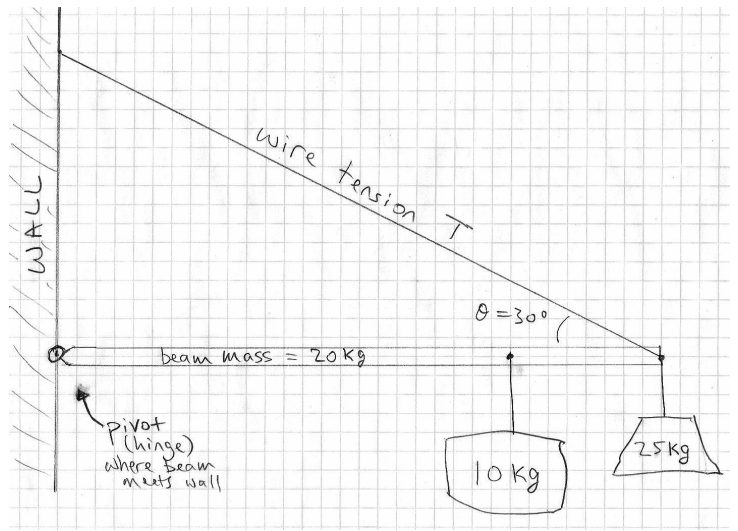 WALL
wire tension T
θ = 30°
beam mass = 20 kg
pivot
(hinge)
where beam
meets wall
10 kg
25 kg